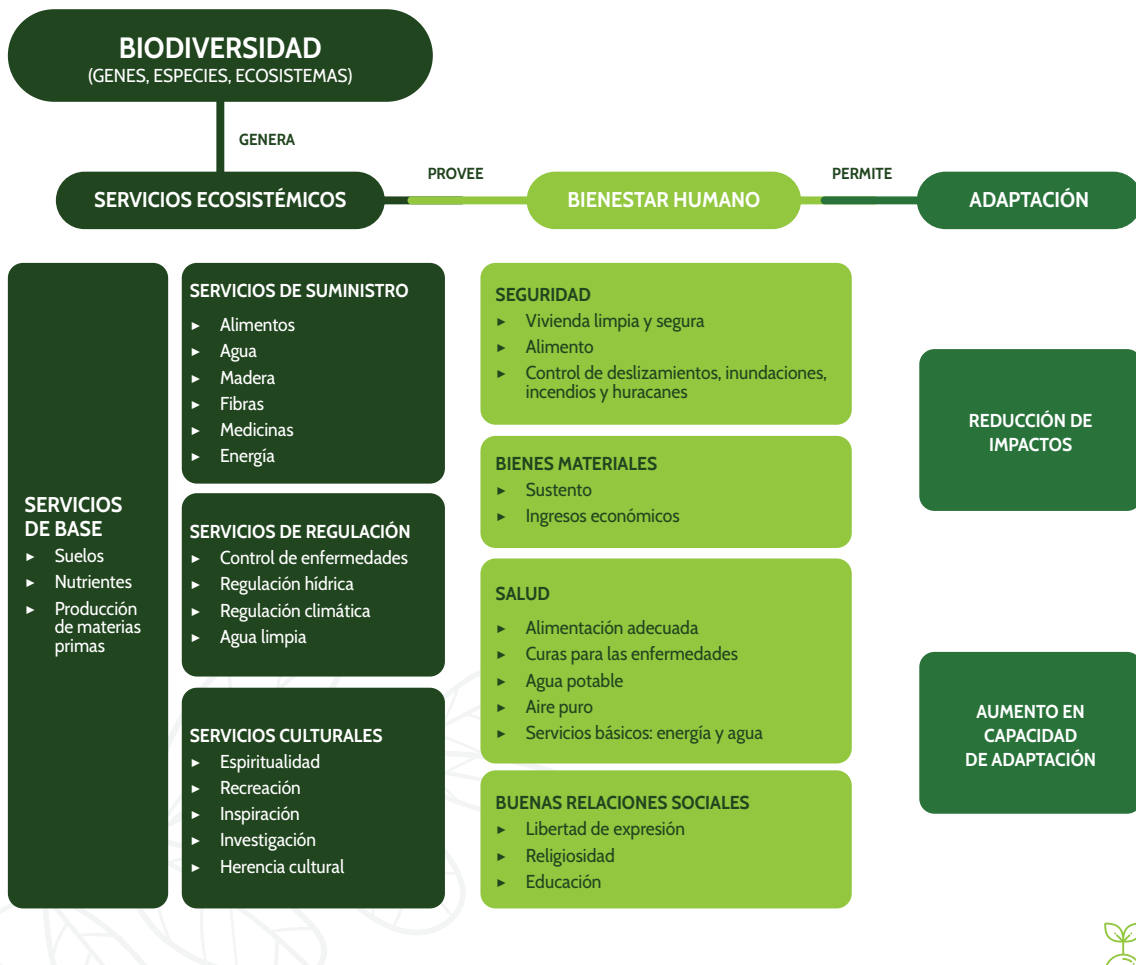 BIODIVERSIDAD
(GENES, ESPECIES, ECOSISTEMAS)
GENERA
PROVEE
PERMITE
SERVICIOS ECOSISTÉMICOS
BIENESTAR HUMANO
ADAPTACIÓN
SERVICIOS
DE BASE
► Suelos
► Nutrientes
► Producción
de materias
primas
SERVICIOS DE SUMINISTRO
► Alimentos
► Agua
► Madera
► Fibras
► Medicinas
► Energía
SERVICIOS DE REGULACIÓN
► Control de enfermedades
► Regulación hídrica
► Regulación climática
► Agua limpia
SERVICIOS CULTURALES
► Espiritualidad
► Recreación
► Inspiración
► Investigación
► Herencia cultural
SEGURIDAD
► Vivienda limpia y segura
► Alimento
► Control de deslizamientos, inundaciones,
incendios y huracanes
BIENES MATERIALES
► Sustento
► Ingresos económicos
SALUD
► Alimentación adecuada
► Curas para las enfermedades
► Agua potable
► Aire puro
► Servicios básicos: energía y agua
BUENAS RELACIONES SOCIALES
► Libertad de expresión
► Religiosidad
► Educación
REDUCCIÓN DE
IMPACTOS
AUMENTO EN
CAPACIDAD
DE ADAPTACIÓN